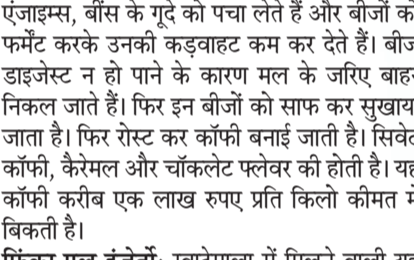 एंजाइम्स, बींस के गूदे को पचा लेते हैं और बीजों
फर्मेंट करके उनकी कड़वाहट कम कर देते हैं।
डाइजेस्ट न हो पाने के कारण मल के जरिए
निकल जाते हैं। फिर इन बीजों को साफ कर
जाता है। फिर रोस्ट कर कॉफी बनाई जाती है।
कॉफी, कैरेमल और चॉकलेट फ्लेवर की होती है।
कॉफी करीब एक लाख रुपए प्रति किलो कीमत
बिकती है।